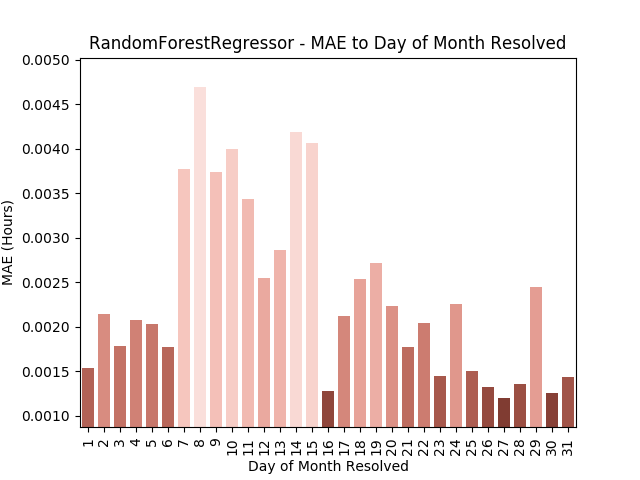 RandomForestRegressor - MAE to Day of Month Resolved
0.0050
0.0045
0.0040
0.0035
0.0030
0.0025
0.0020
0.0015
0.0010
MAE (Hours)
1 2 3 4 5 6 7 8 9 10 11 12 13 14 15 16 17 18 19 20 21 22 23 24 25 26 27 28 29 30 31
Day of Month Resolved